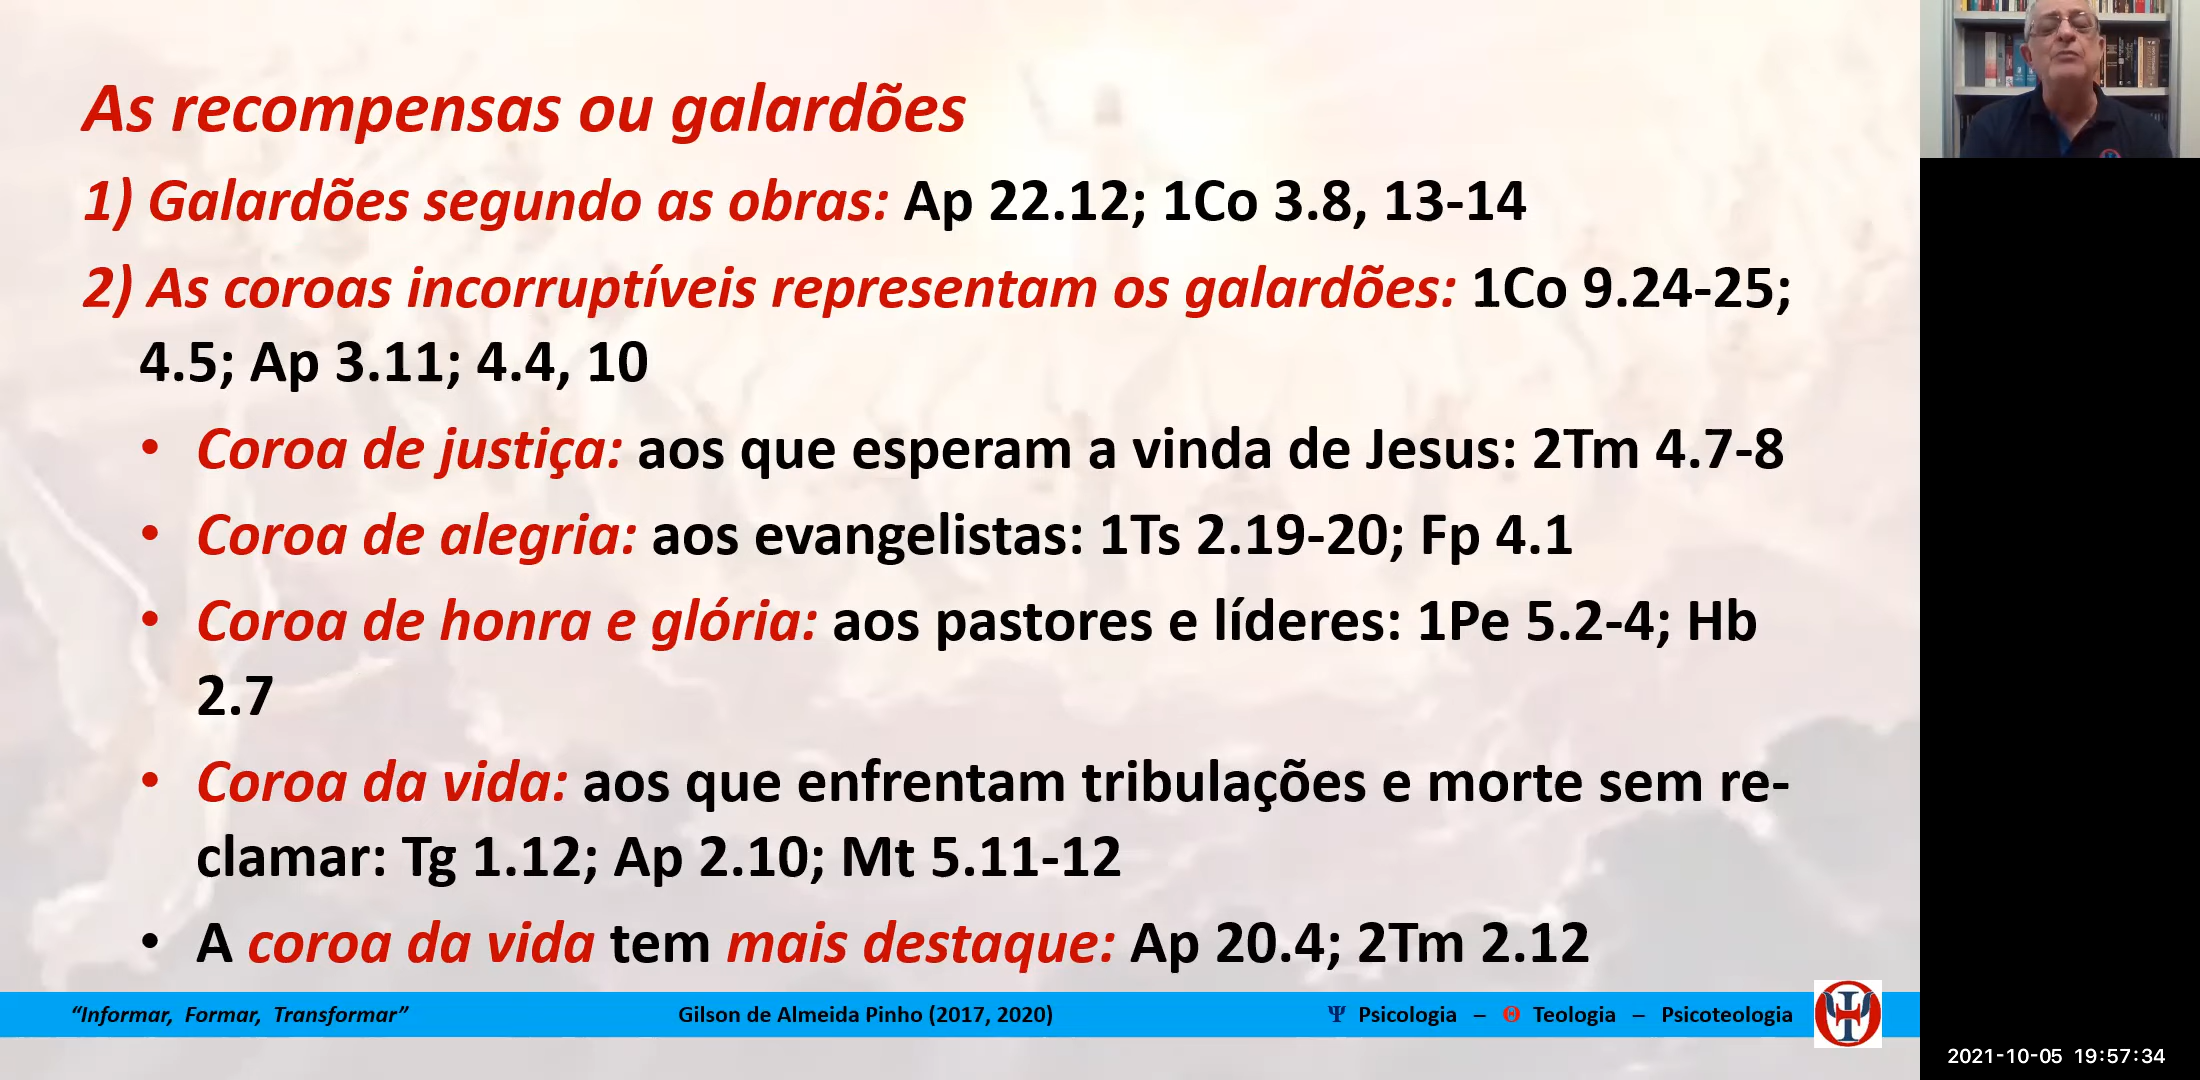 As recompensas ou galardões
1) Galardões segundo as obras: Ap 22.12; 1Co 3.8, 13-14
2) As coroas incorruptíveis representam os galardões: 1Co 9.24-25;
4.5; Ap 3.11; 4.4, 10
• Coroa de justiça: aos que esperam a vinda de Jesus: 2Tm 4.7-8
• Coroa de alegria: aos evangelistas: 1Ts 2.19-20; Fp 4.1
• Coroa de honra e glória: aos pastores e líderes: 1Pe 5.2-4; Hb
2.7
• Coroa da vida: aos que enfrentam tribulações e morte sem re-
clamar: Tg 1.12; Ap 2.10; Mt 5.11-12
• A coroa da vida tem mais destaque: Ap 20.4; 2Tm 2.12
“Informar, Formar, Transformar” Gilson de Almeida Pinho (2017, 2020) Ψ Psicologia – Θ Teologia – Psicoteologia
2021-10-05 19:57:34